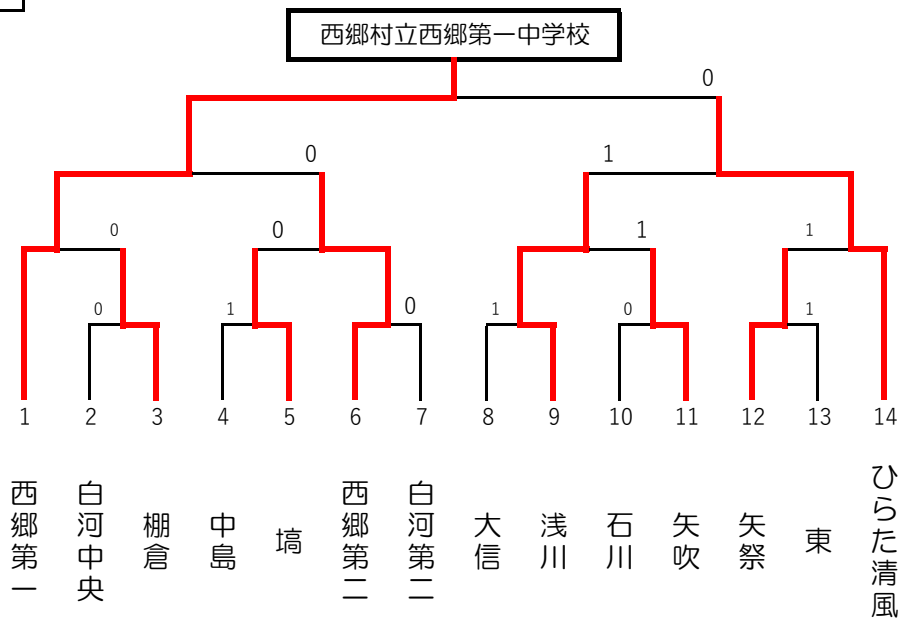 西郷村立西郷第一中学校
0
0
1
0
0
1
1
0
1
0
1
0
1
1
2
3
4
5
6
7
8
9
10
11
12
13
14
西郷第一
白河中央
棚倉
中島
塙
西郷第二
白河第二
大信
浅川
石川
矢吹
矢祭
東
ひらた清風